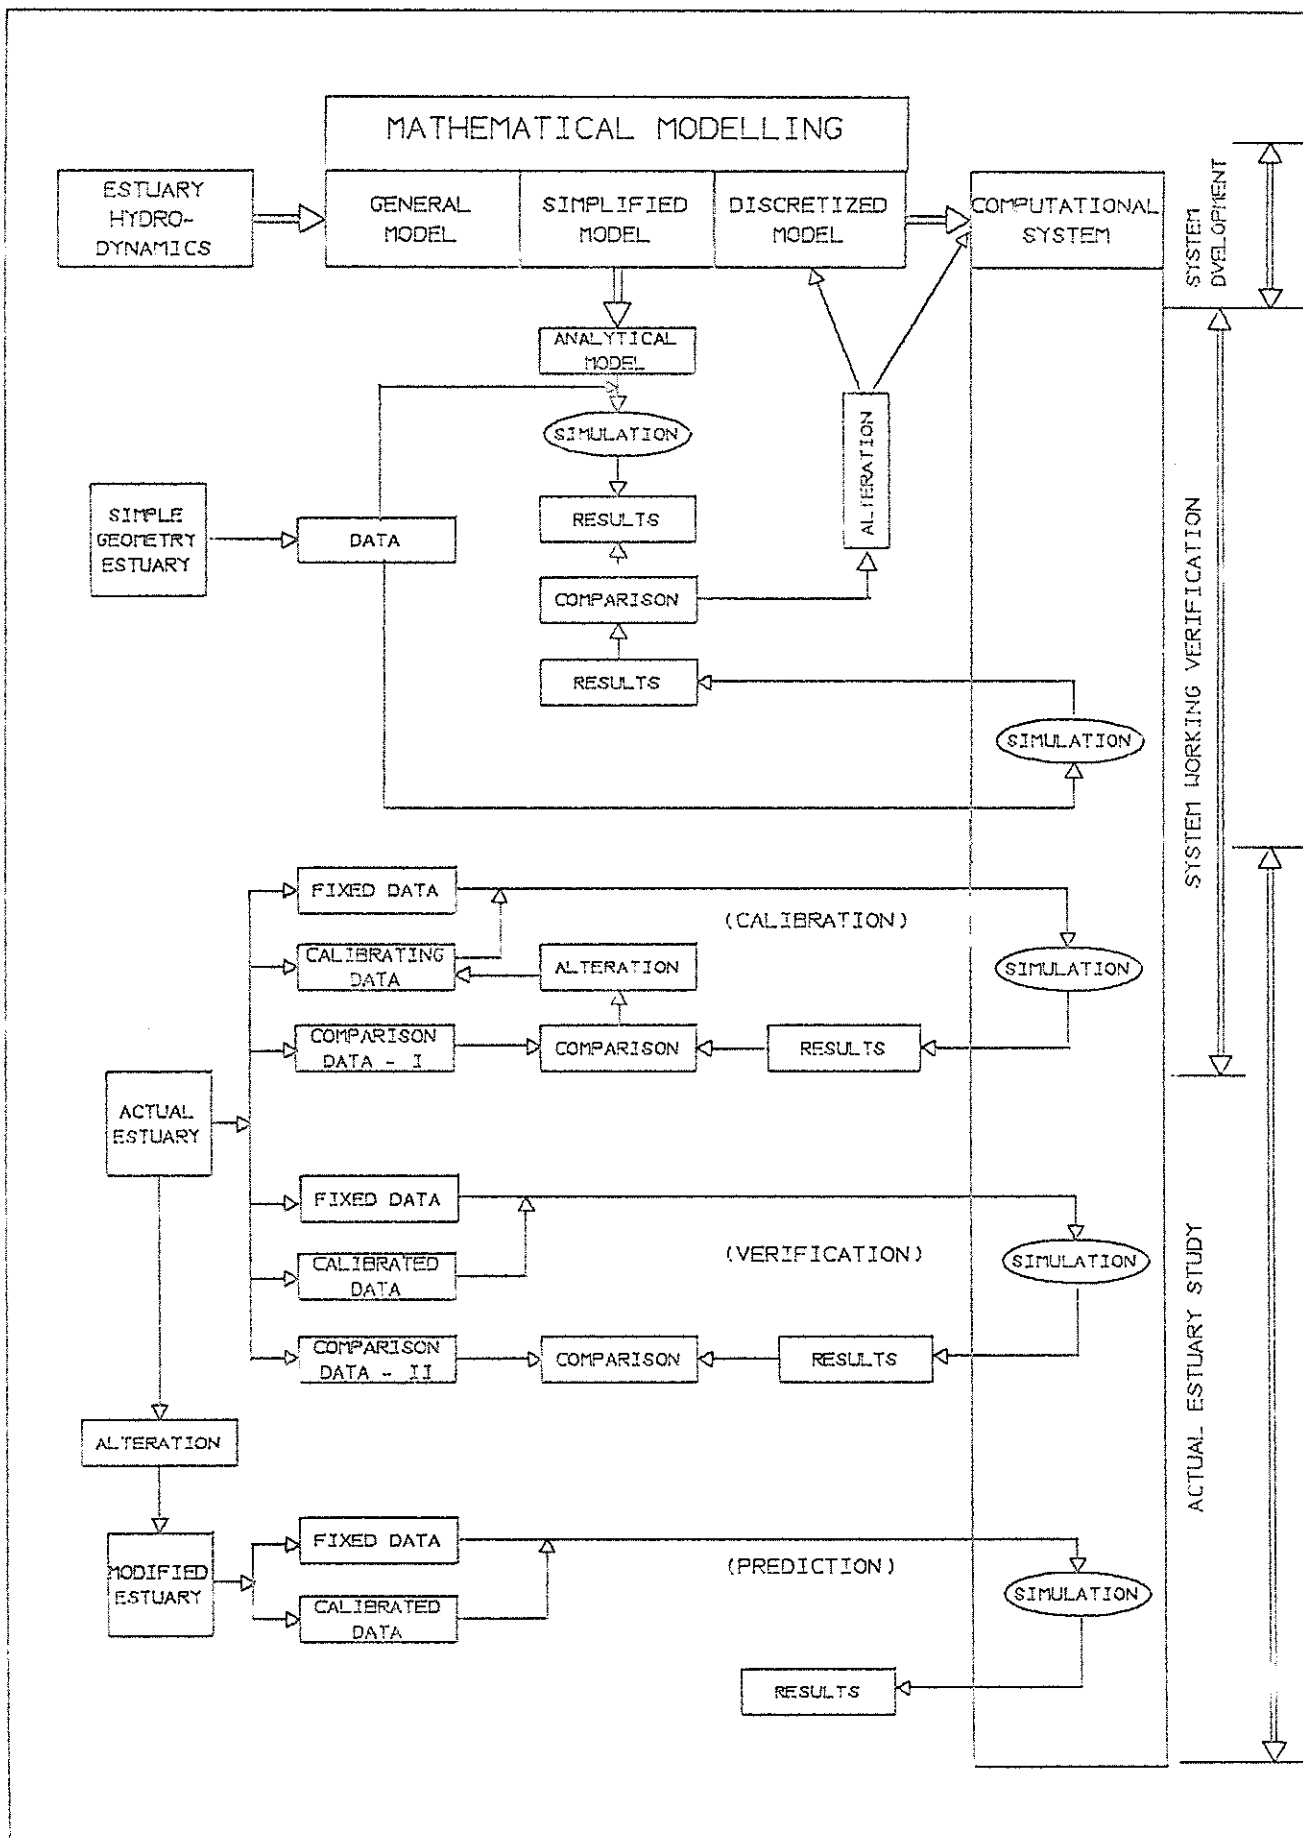 MATHEMATICAL MODELLING
ESTUARY
HYDRO-
DYNAMICS
GENERAL
MODEL
SIMPLIFIED
MODEL
DISCRETIZED
MODEL
COMPUTATIONAL
SYSTEM
SYSTEM
DVELOPMENT
ANALYTICAL
MODEL
SIMULATION
ALTERATION
SIMPLE
GEOMETRY
ESTUARY
DATA
RESULTS
COMPARISON
RESULTS
SIMULATION
SYSTEM WORKING VERIFICATION
FIXED DATA
(CALIBRATION)
CALIBRATING
DATA
ALTERATION
SIMULATION
COMPARISON
DATA - I
COMPARISON
RESULTS
ACTUAL
ESTUARY
FIXED DATA
(VERIFICATION)
CALIBRATED
DATA
SIMULATION
COMPARISON
DATA - II
COMPARISON
RESULTS
ACTUAL ESTUARY STUDY
ALTERATION
MODIFIED
ESTUARY
FIXED DATA
(PREDICTION)
CALIBRATED
DATA
SIMULATION
RESULTS